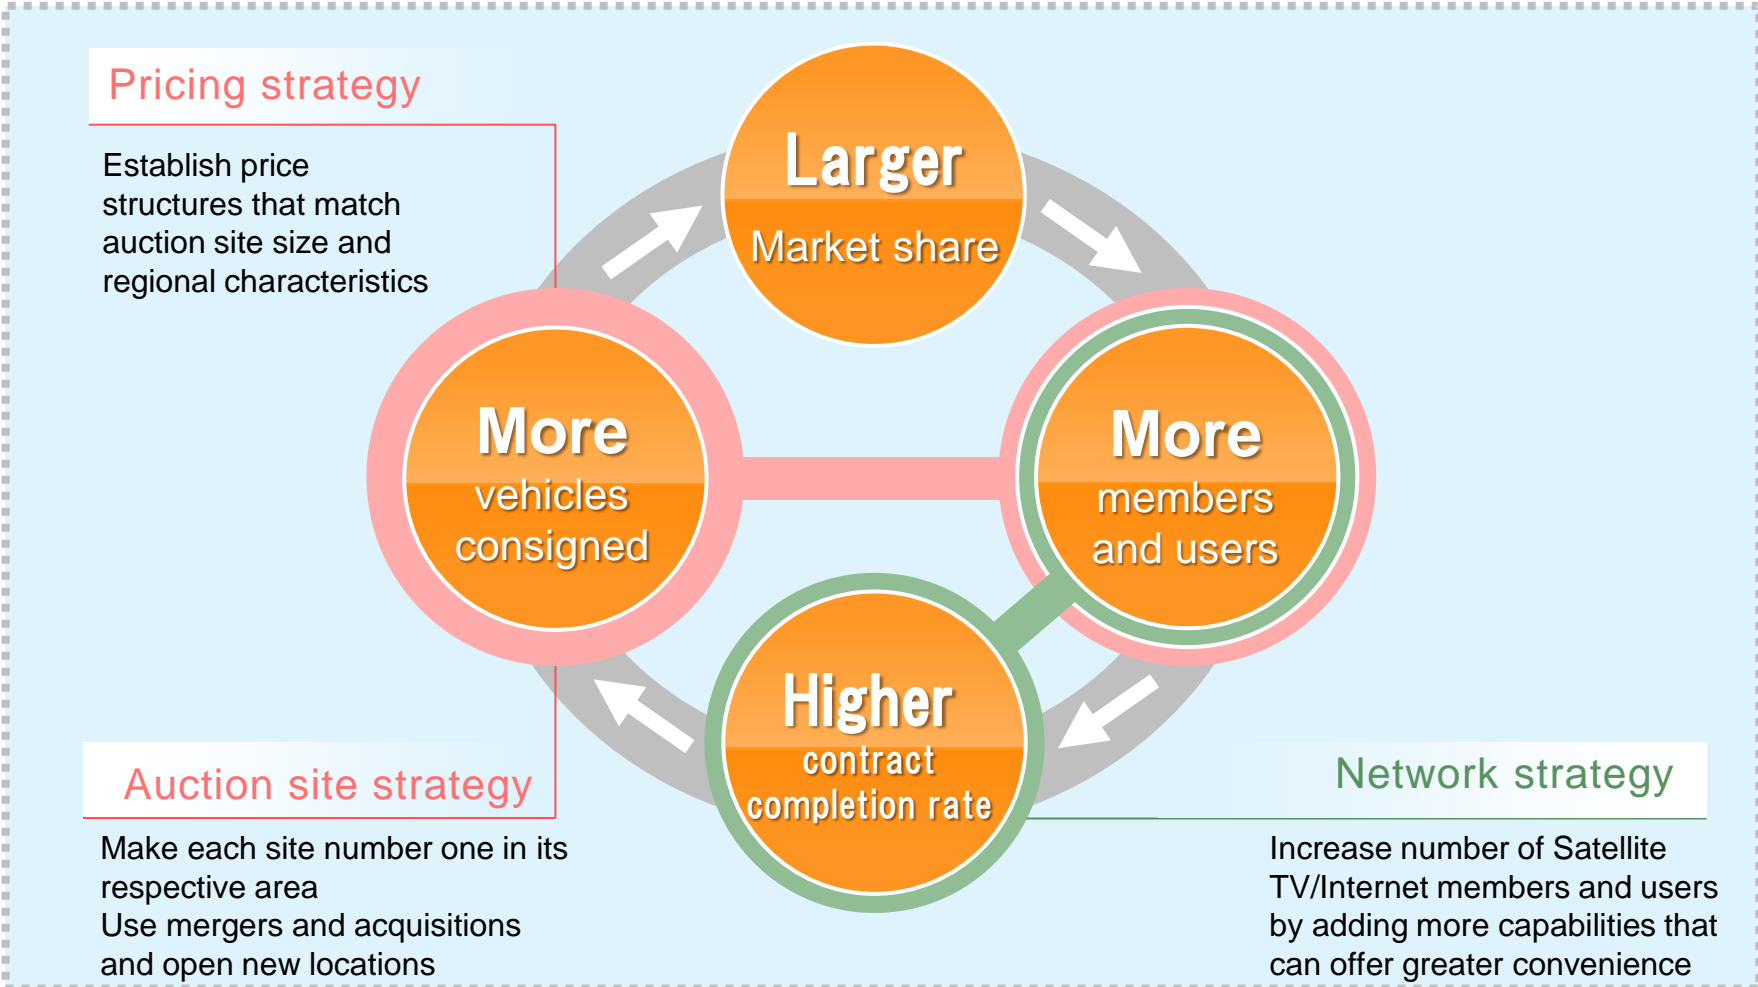 Pricing strategy
Establish price
structures that match
auction site size and
regional characteristics
Larger
Market share
More
vehicles
consigned
More
members
and users
Higher
contract
completion rate
Auction site strategy
Make each site number one in its
respective area
Use mergers and acquisitions
and open new locations
Network strategy
Increase number of Satellite
TV/Internet members and users
by adding more capabilities that
can offer greater convenience